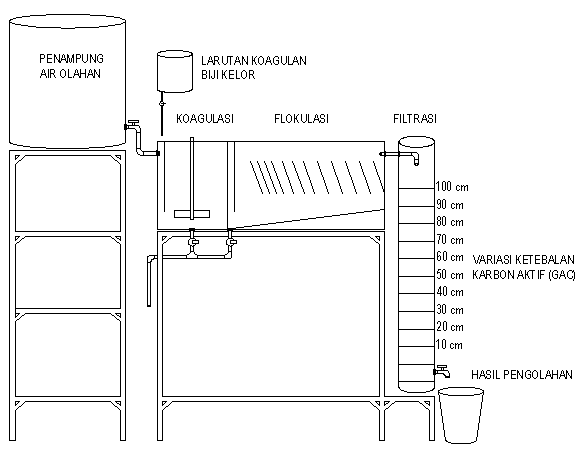 PENAMPUNG
AIR OLAHAN
LARUTAN KOAGULAN
BIJI KELOR
KOAGULASI
FLOKULASI
FILTRASI
100 cm
90 cm
80 cm
70 cm
60 cm
50 cm
40 cm
30 cm
20 cm
10 cm
VARIASI KETEBALAN
KARBON AKTIF (GAC)
HASIL PENGOLAHAN